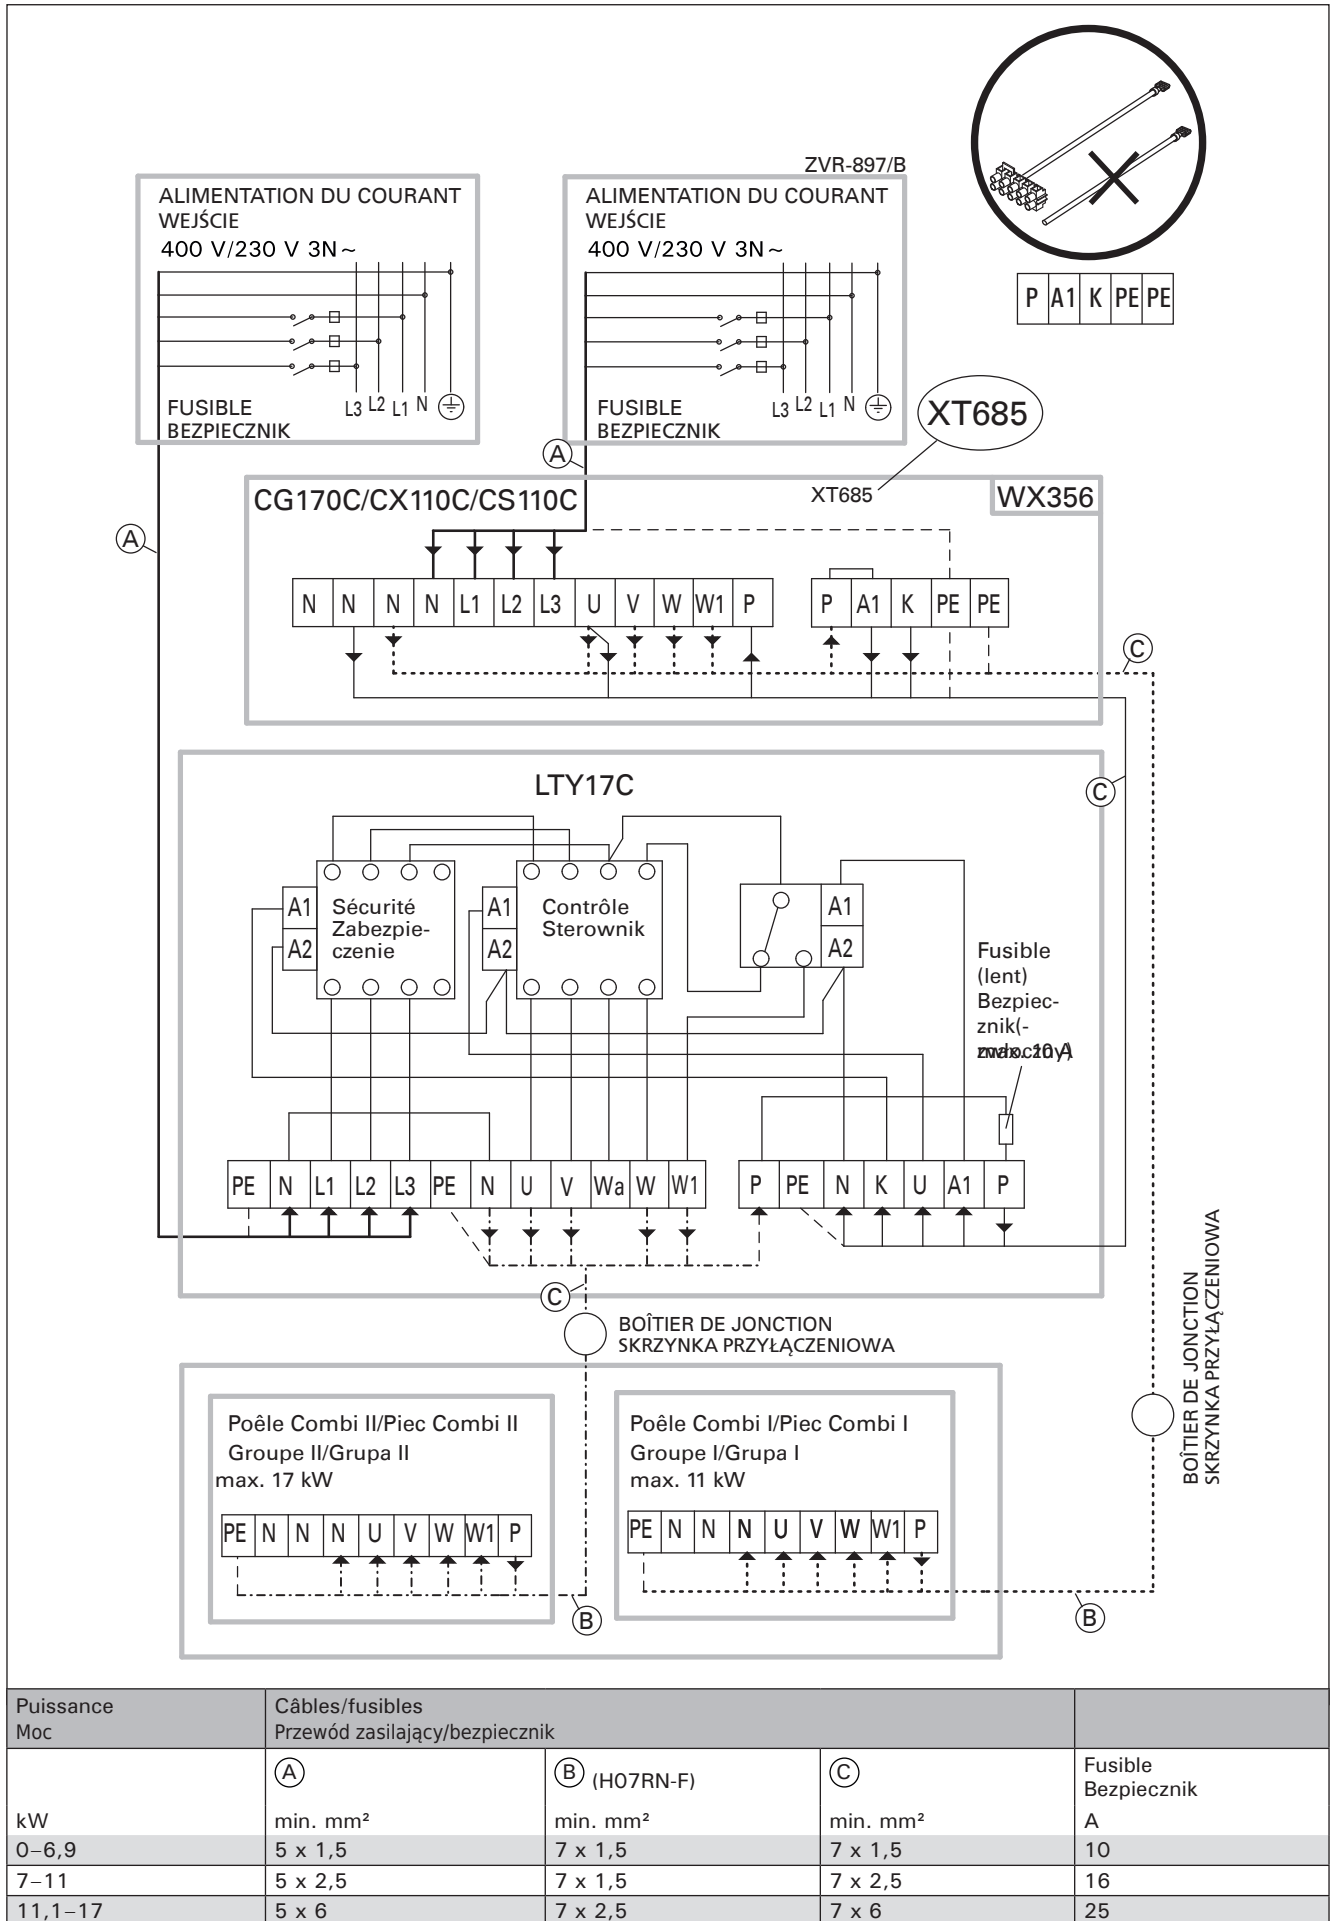 ZVR-897/B
ALIMENTATION DU COURANT
WEJŚCIE
400 V/230 V 3N~
L3 L2 L1 N
FUSIBLE
BEZPIECZNIK
ALIMENTATION DU COURANT
WEJŚCIE
400 V/230 V 3N~
L3 L2 L1 N
FUSIBLE
BEZPIECZNIK
P A1 K PE PE
XT685
A
A
CG170C/CX110C/CS110C
XT685
WX356
N N N N L1 L2 L3 U V W W1 P
P A1 K PE PE
C
LTY17C
C
A1
A2
Sécurité
Zabezpie-
czenie
A1
A2
Contrôle
Sterownik
A1
A2
Fusible
(lent)
Bezpiec-
znik(-
PE N L1 L2 L3 PE N U V Wa W W1
P PE N K U A1 P
C
BOÎTIER DE JONCTION
SKRZYNKA PRZYŁĄCZENIOWA
BOÎTIER DE JONCTION
SKRZYNKA PRZYŁĄCZENIOWA
Poêle Combi II/Piec Combi II
Groupe II/Grupa II
max. 17 kW
PE N N N U V W W1 P
B
Poêle Combi I/Piec Combi I
Groupe I/Grupa I
max. 11 kW
PE N N N U V W W1 P
B
Puissance
Moc
Câbles/fusibles
Przewód zasilający/bezpiecznik
A B (H07RN-F) C Fusible
Bezpiecznik
kW min. mm² min. mm² min. mm² A
0–6,9 5 x 1,5 7 x 1,5 7 x 1,5 10
7–11 5 x 2,5 7 x 1,5 7 x 2,5 16
11,1–17 5 x 6 7 x 2,5 7 x 6 25